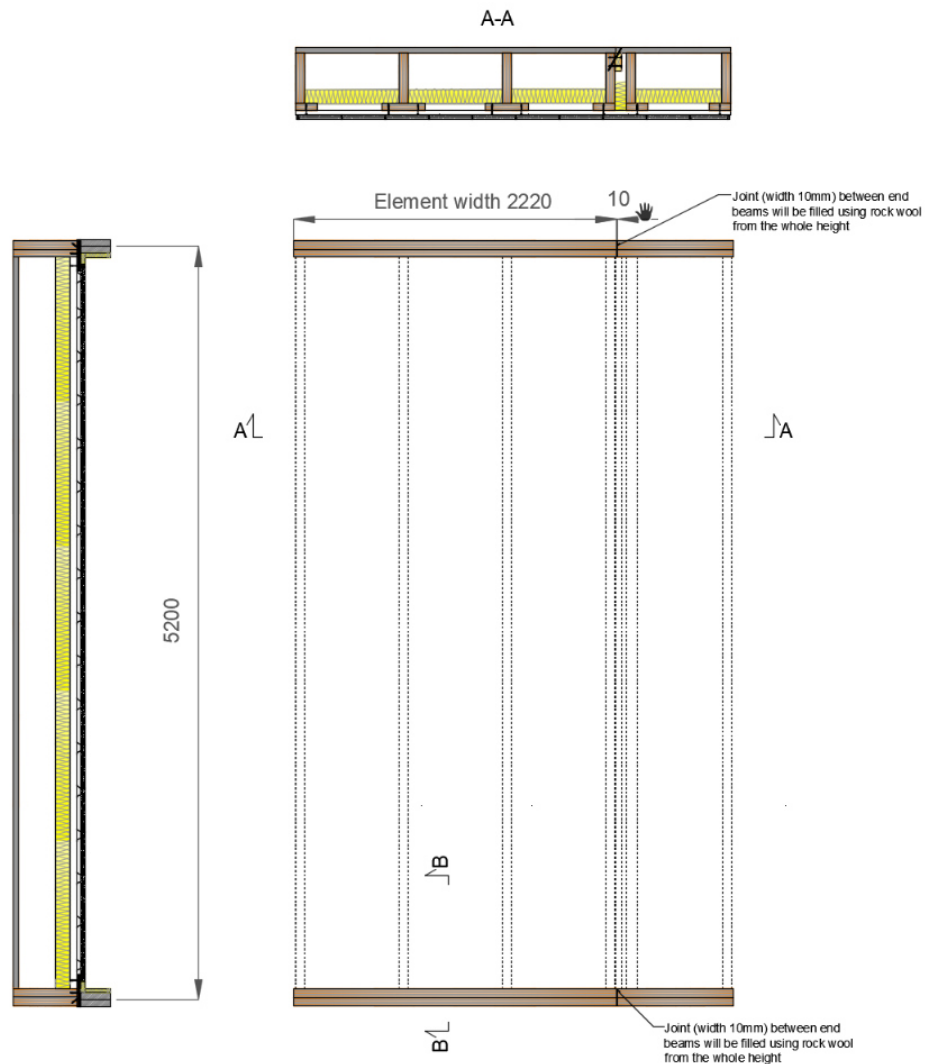 A-A
Element width 2220
10
Joint (width 10mm) between end
beams will be filled using rock wool
from the whole height
A
A
5200
B
B
Joint (width 10mm) between end
beams will be filled using rock wool
from the whole height